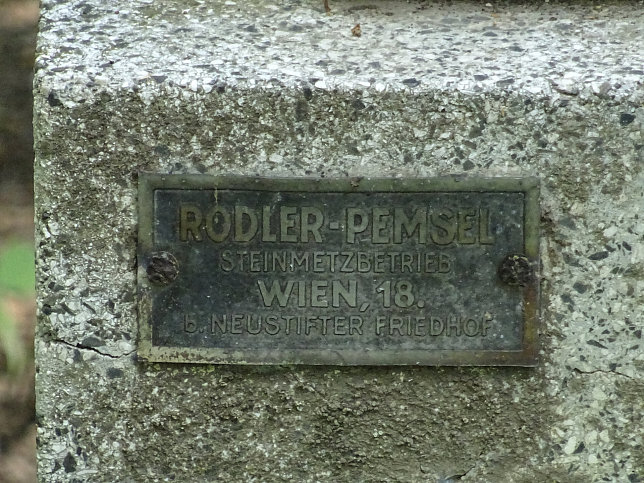 RODLER-PEMSEL
STEINMETZBETRIEB
WIEN, 18.
b. NEUSTIFTER FRIEDHOF